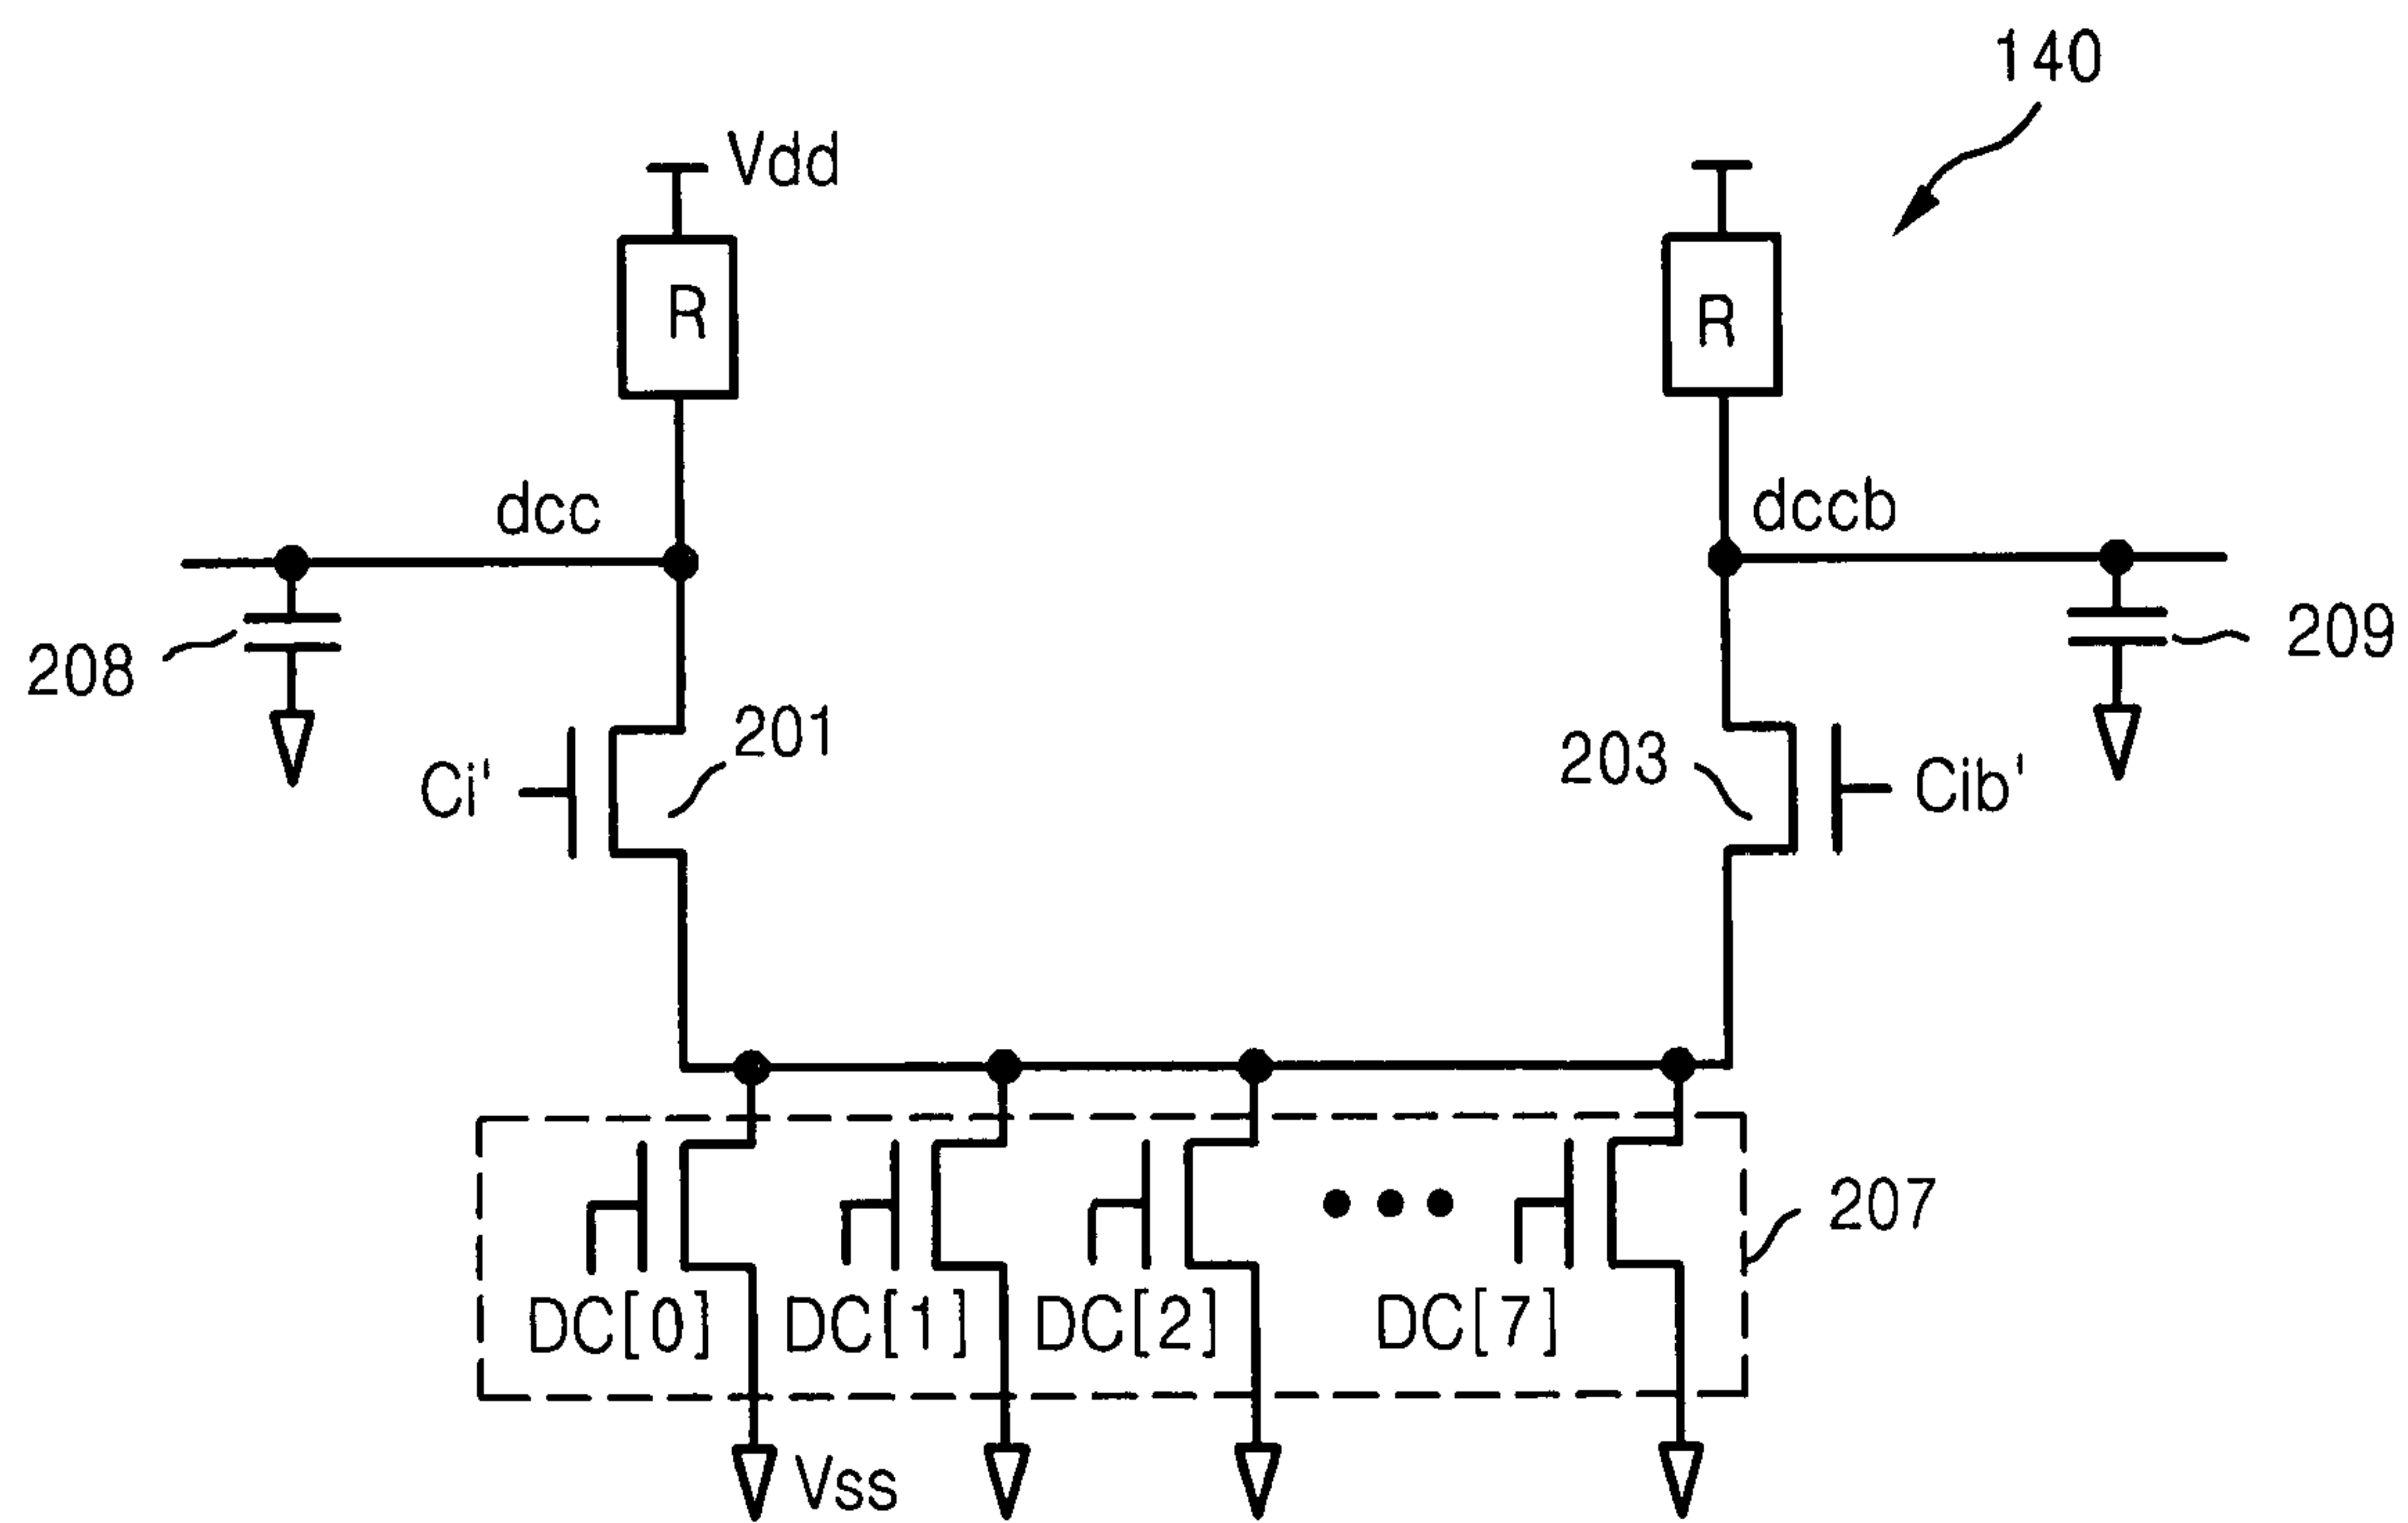 140
Vdd
R
R
dcc
dccb
208
209
201
203
Ci'
Cib'
207
DC[0]
DC[1]
DC[2]
DC[7]
Vss